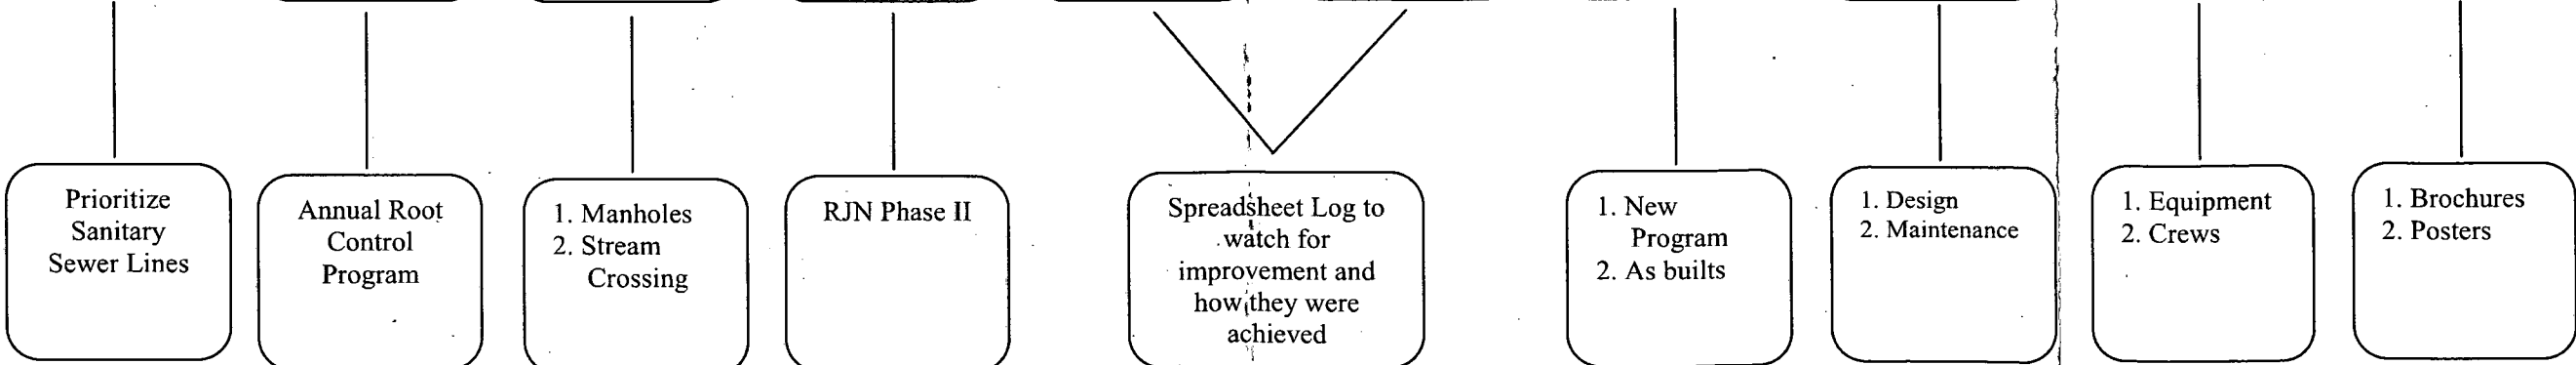 Prioritize
Sanitary
Sewer Lines
Annual Root
Control
Program
1. Manholes
2. Stream
Crossing
RJN Phase II
Spreadsheet Log to
watch for
improvement and
how they were
achieved
1. New
Program
2. As builts
1. Design
2. Maintenance
1. Equipment
2. Crews
1. Brochures
2. Posters